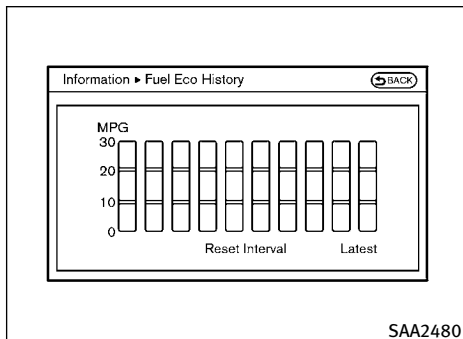 Information ▸ Fuel Eco History
BACK
MPG
30
20
10
0
Reset Interval Latest
SAA2480